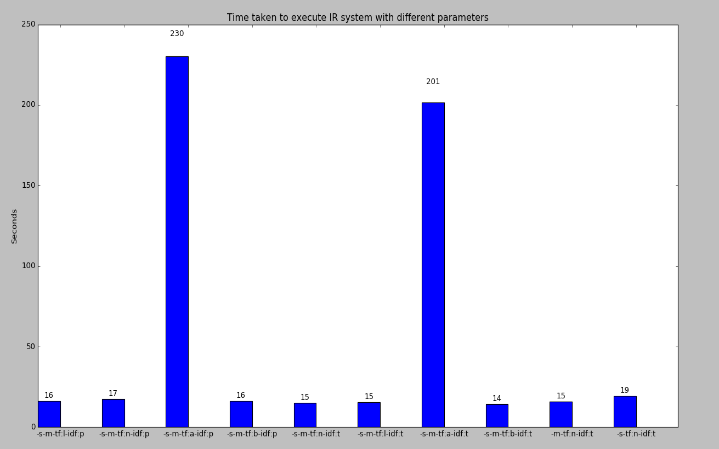 Time taken to execute IR system with different parameters
250
200
150
100
50
0
Seconds
16
17
230
16
15
15
201
14
15
19
-s-m-tf:l-idf:p
-s-m-tf:n-idf:p
-s-m-tf:a-idf:p
-s-m-tf:b-idf:p
-s-m-tf:n-idf:t
-s-m-tf:l-idf:t
-s-m-tf:a-idf:t
-s-m-tf:b-idf:t
-m-tf:n-idf:t
-s-tf:n-idf:t